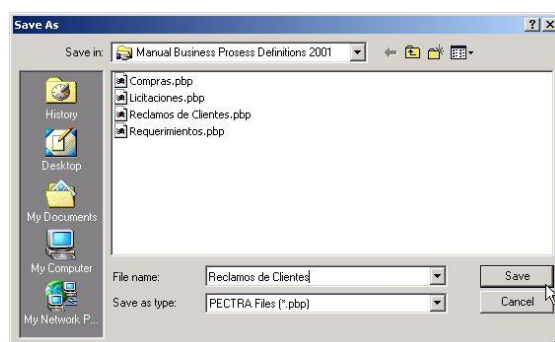 Save As
Save in: Manual Business Prosess Definitions 2001
History
Desktop
My Documents
My Computer
My Network P...
Compras.pbp
Licitaciones.pbp
Reclamos de Clientes.pbp
Requerimientos.pbp
File name: Reclamos de Clientes Save
Save as type: PECTRA Files (*.pbp) Cancel